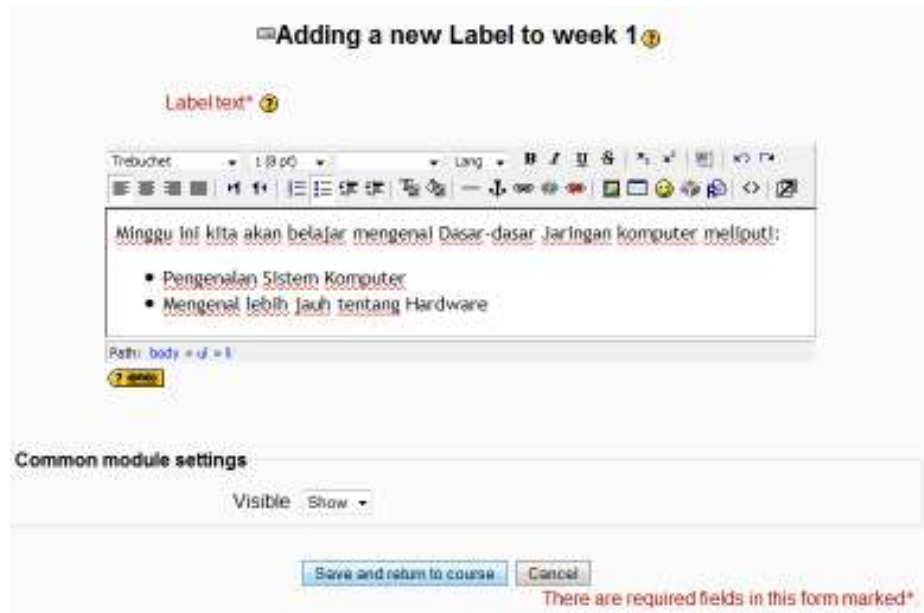 Adding a new Label to week 1
Label text*
Trebuchet 1 (8 pt) Lang B I U S
Minggu ini kita akan belajar mengenai Dasar-dasar Jaringan komputer meliputi:
Pengenalan Sistem Komputer
Mengenal lebih jauh tentang Hardware
Path: body » ul » li
Common module settings
Visible Show
Save and return to course Cancel
There are required fields in this form marked*